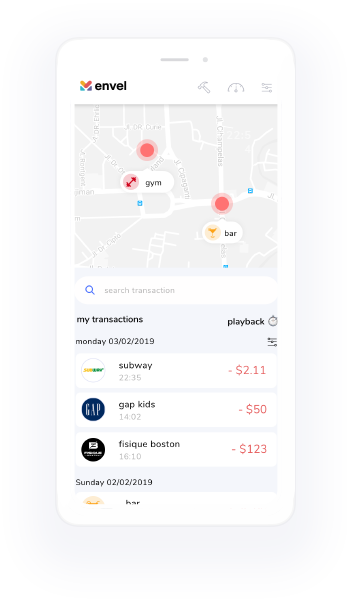 envel
gym
bar
search transaction
my transactions
playback
monday 03/02/2019
SUBWAY
subway
22:35
- $2.11
GAP
gap kids
14:02
- $50
FISIQUE
fisique boston
16:10
- $123
Sunday 02/02/2019
bar